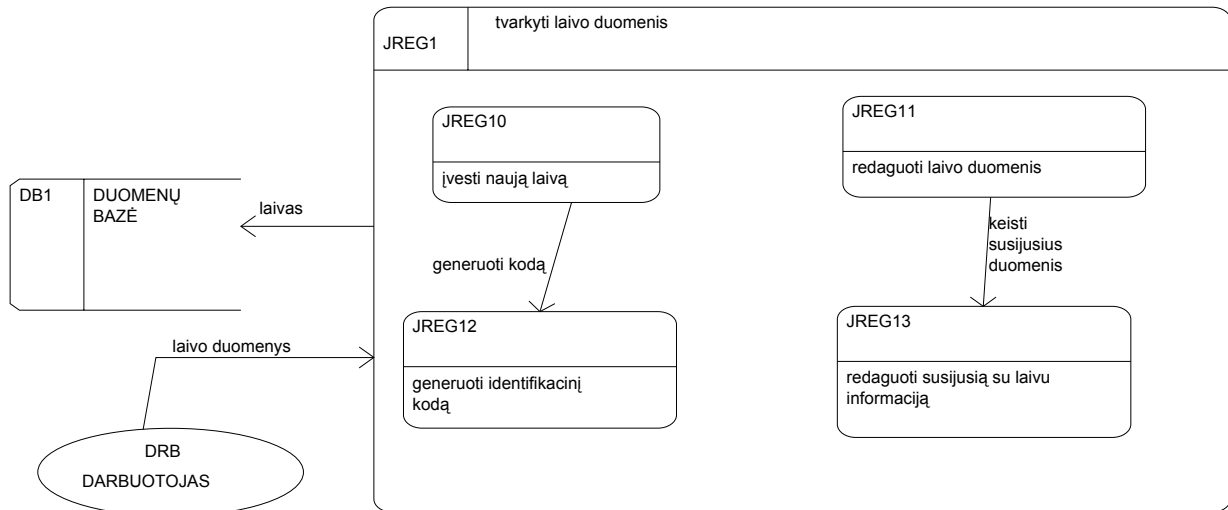 tvarkyti laivo duomenis
JREG1
JREG10
įvesti naują laivą
JREG11
redaguoti laivo duomenis
DB1
DUOMENŲ
BAZĖ
laivas
generuoti kodą
keisti
susijusius
duomenis
JREG12
generuoti identifikacinį
kodą
JREG13
redaguoti susijusią su laivu
informaciją
laivo duomenys
DRB
DARBUOTOJAS